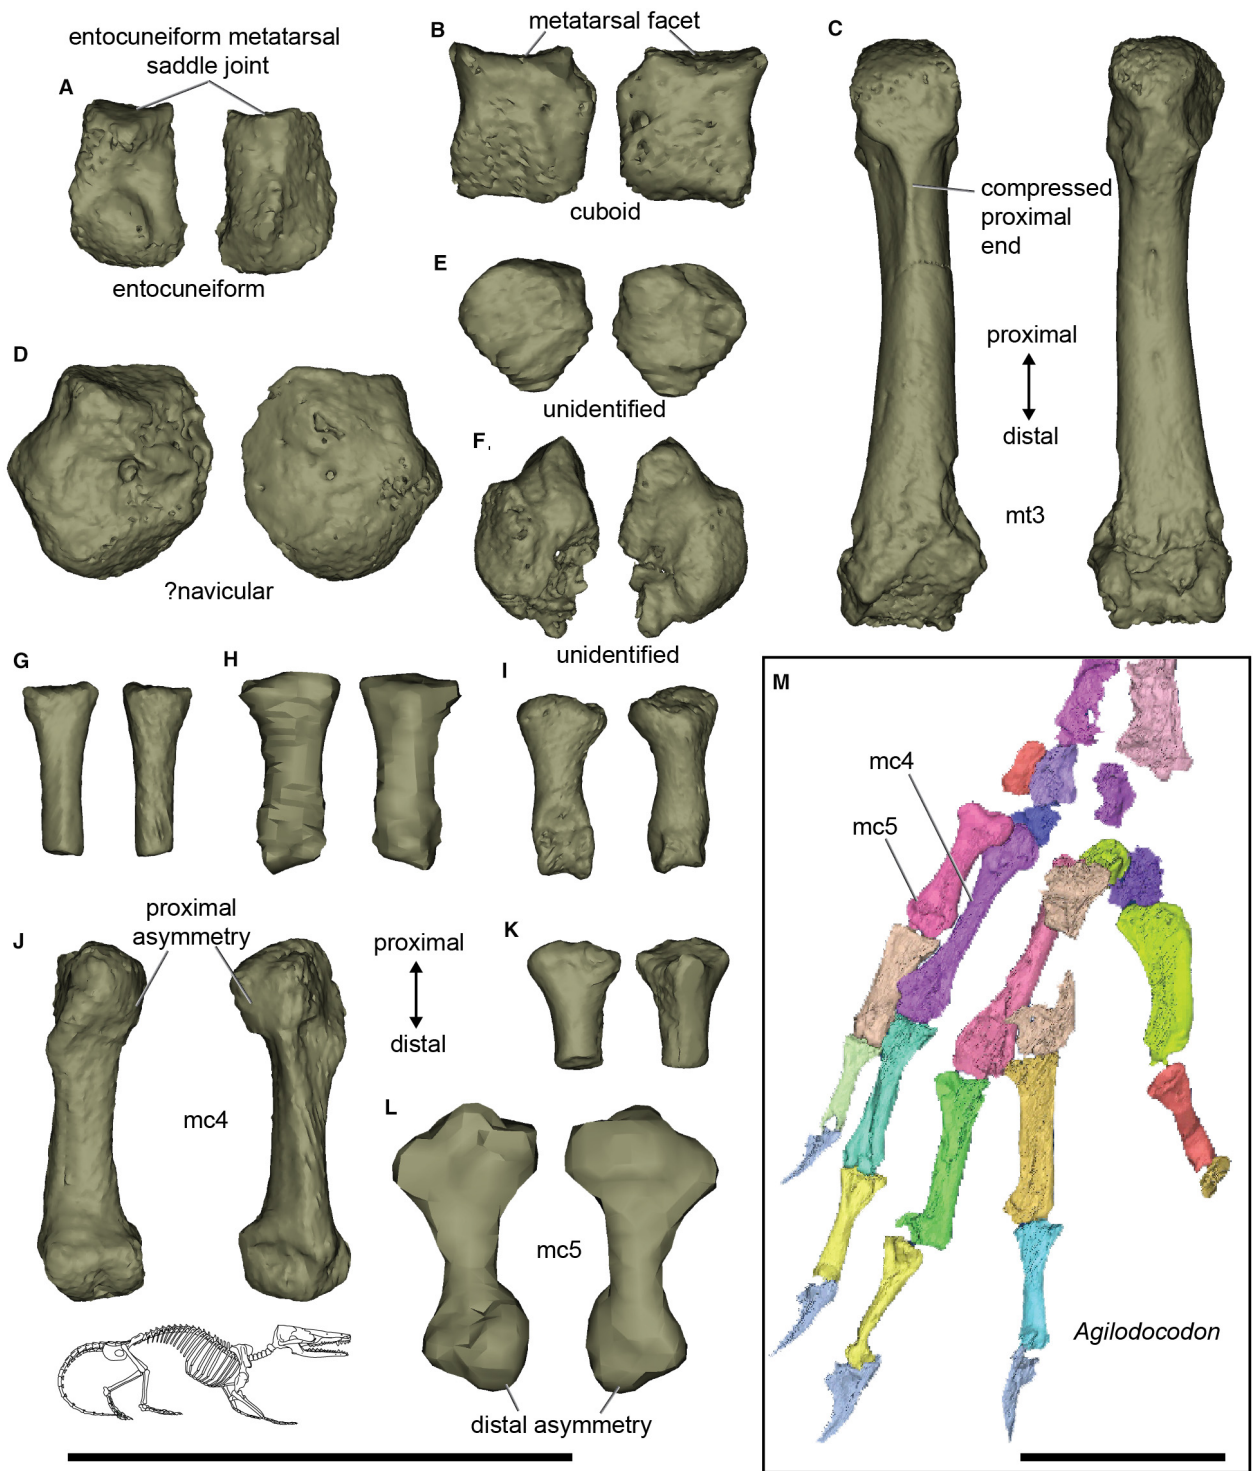 entocuneiform metatarsal
saddle joint
A
entocuneiform
B
metatarsal facet
cuboid
C
compressed
proximal
end
proximal
distal
mt3
D
?navicular
E
unidentified
F
unidentified
G
H
I
J
proximal
asymmetry
mc4
proximal
distal
K
L
mc5
distal asymmetry
M
mc4
mc5
Agilodocodon